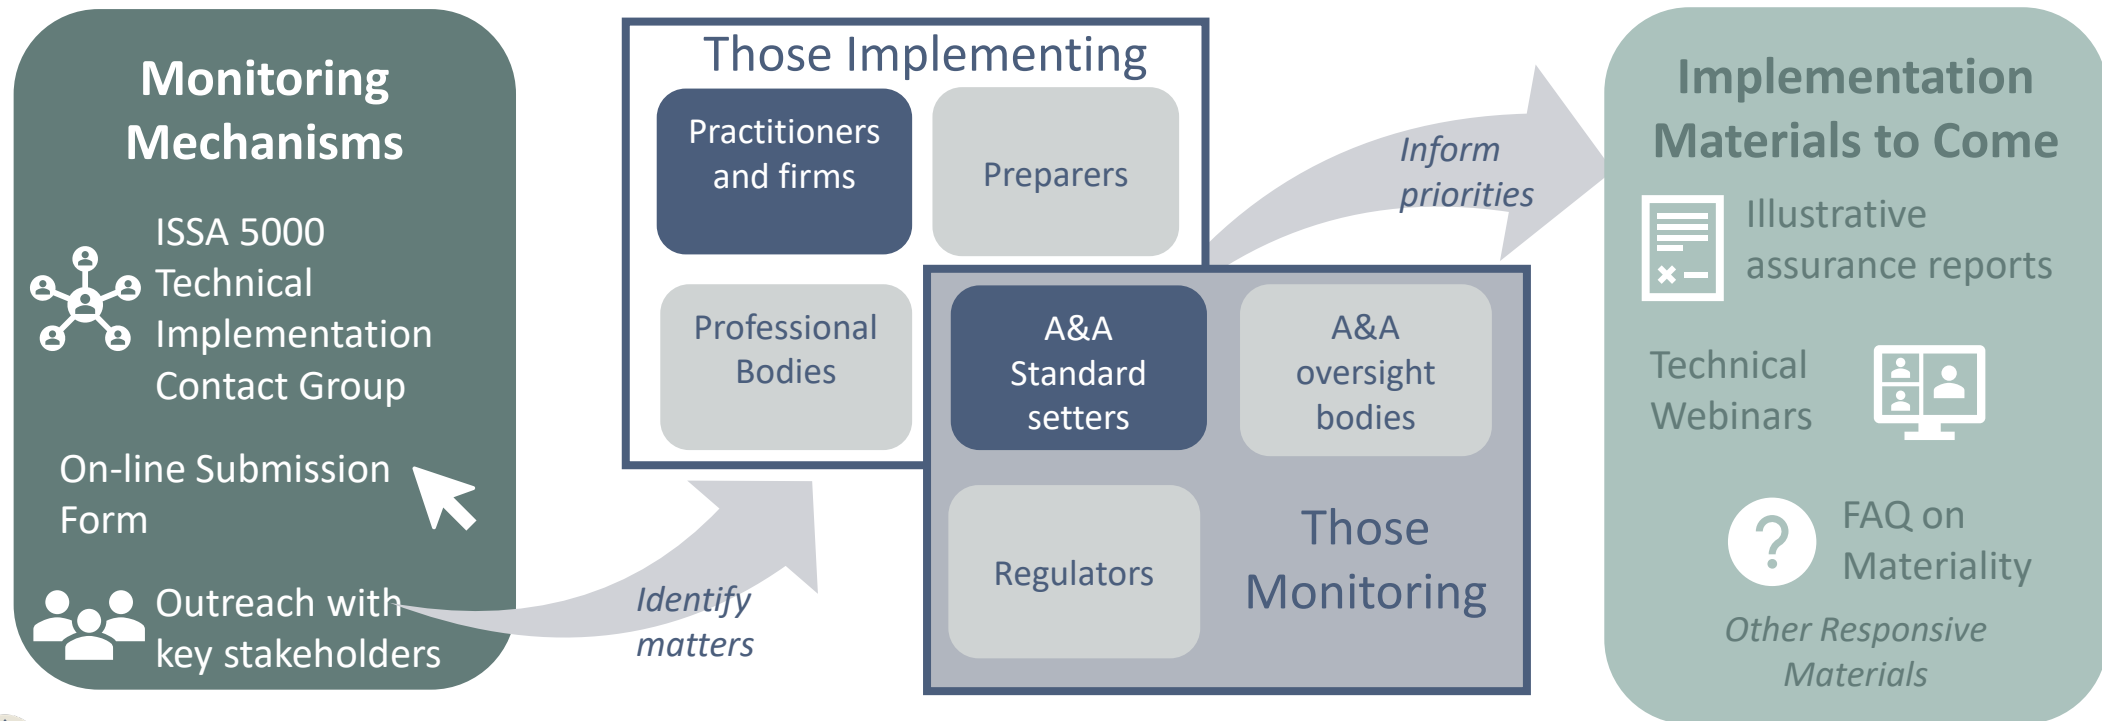 Monitoring
Mechanisms
ISSA 5000
Technical
Implementation
Contact Group
On-line Submission
Form
Outreach with
key stakeholders
Identify
matters
Those Implementing
Practitioners
and firms
Preparers
Professional
Bodies
A&A
Standard
setters
A&A
oversight
bodies
Regulators
Those
Monitoring
Inform
priorities
Implementation
Materials to Come
Illustrative
assurance reports
Technical
Webinars
?
FAQ on
Materiality
Other Responsive
Materials